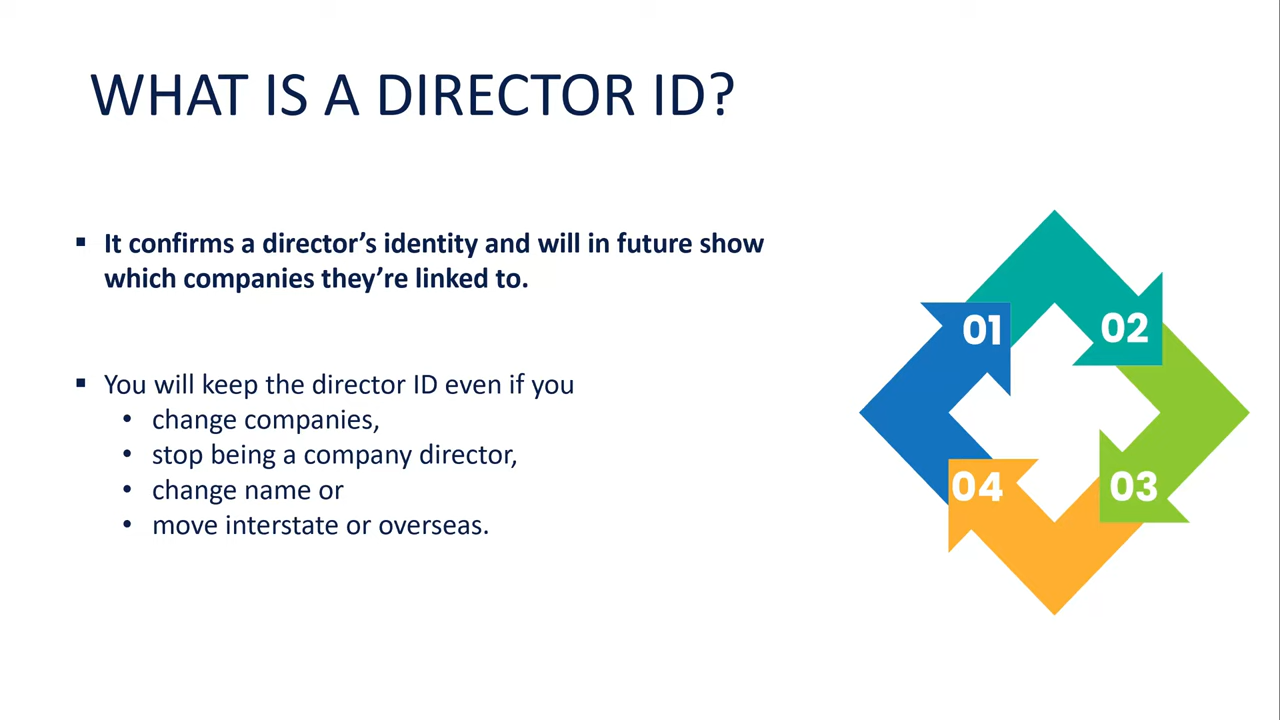 WHAT IS A DIRECTOR ID?
▪ It confirms a director’s identity and will in future show
which companies they’re linked to.
▪ You will keep the director ID even if you
• change companies,
• stop being a company director,
• change name or
• move interstate or overseas.
01
02
03
04